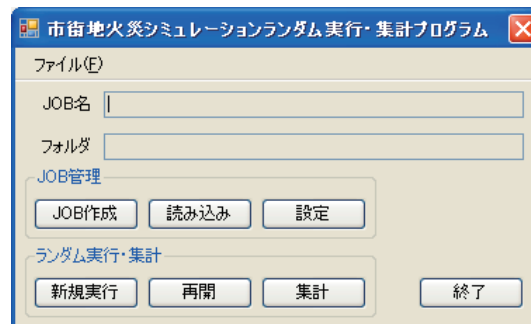 市街地火災シミュレーションランダム実行・集計プログラム
ファイル(F)
JOB名
フォルダ
JOB管理
JOB作成 読み込み 設定
ランダム実行・集計
新規実行 再開 集計 終了